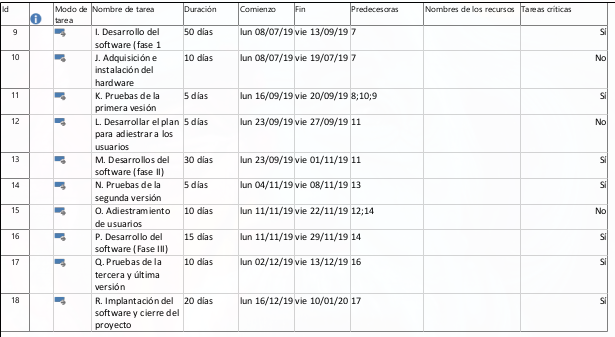 Id Modo de Nombre de tarea Duración Comienzo Fin Predecesoras Nombres de los recursos Tareas críticas
tarea
9 I. Desarrollo del 50 días lun 08/07/19 vie 13/09/19 7 Sí
software (fase 1
10 J. Adquisición e 10 días lun 08/07/19 vie 19/07/19 7 No
instalación del
hardware
11 K. Pruebas de la 5 días lun 16/09/19 vie 20/09/19 8;10;9 Sí
primera vesión
12 L. Desarrollar el plan 5 días lun 23/09/19 vie 27/09/19 11 No
para adiestrar a los
usuarios
13 M. Desarrollos del 30 días lun 23/09/19 vie 01/11/19 11 Sí
software (fase II)
14 N. Pruebas de la 5 días lun 04/11/19 vie 08/11/19 13 Sí
segunda versión
15 O. Adiestramiento 10 días lun 11/11/19 vie 22/11/19 12;14 No
de usuarios
16 P. Desarrollo del 15 días lun 11/11/19 vie 29/11/19 14 Sí
software (Fase III)
17 Q. Pruebas de la 10 días lun 02/12/19 vie 13/12/19 16 Sí
tercera y última
versión
18 R. Implantación del 20 días lun 16/12/19 vie 10/01/20 17 Sí
software y cierre del
proyecto